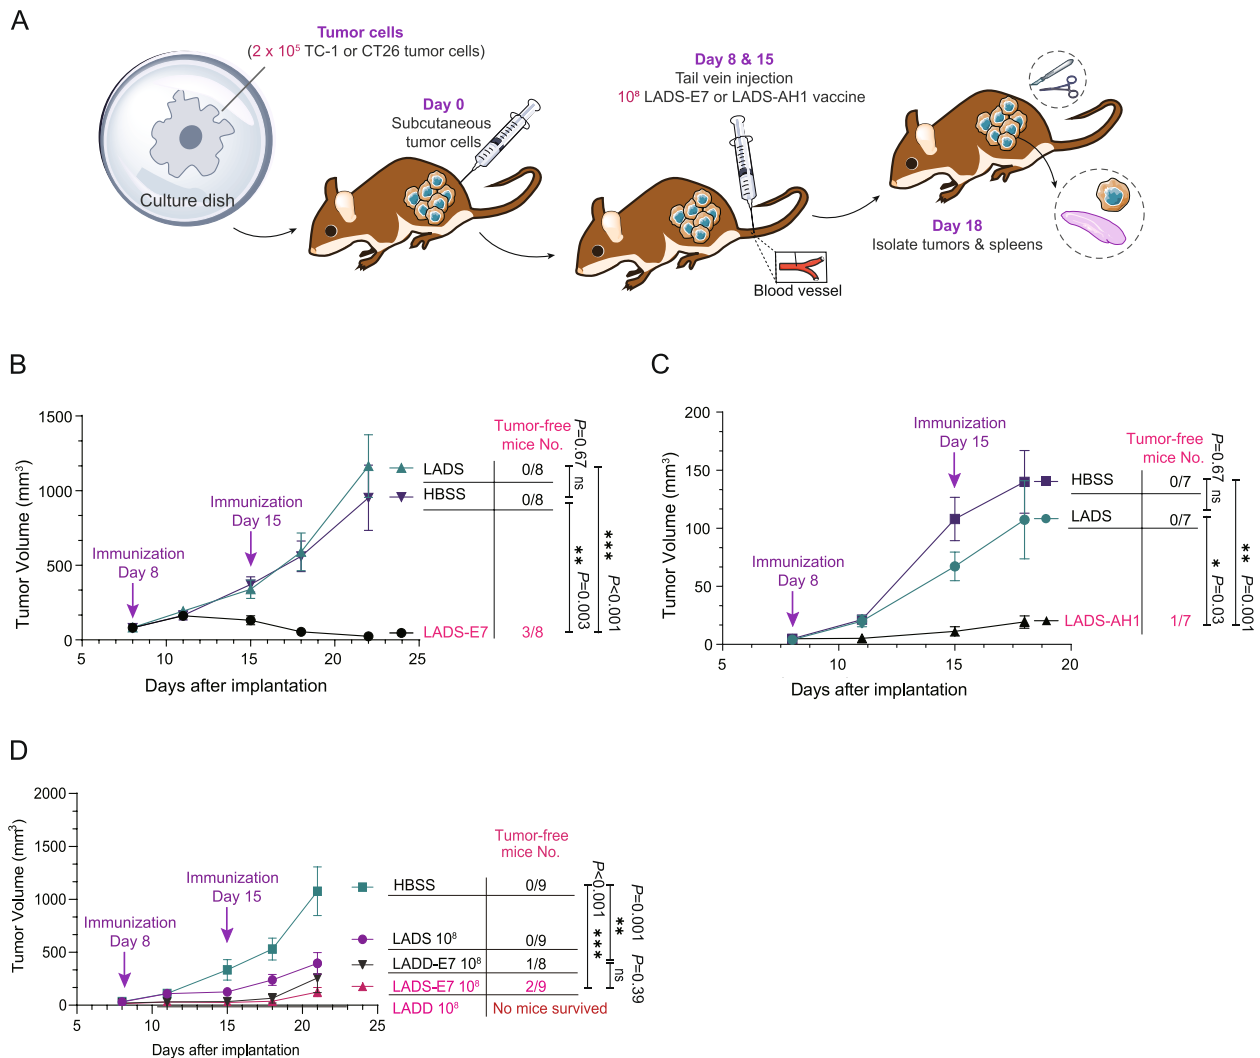 A
Tumor cells
(2 x 10⁵ TC-1 or CT26 tumor cells)
Culture dish
Day 0
Subcutaneous
tumor cells
Day 8 & 15
Tail vein injection
10⁸ LADS-E7 or LADS-AH1 vaccine
Blood vessel
Day 18
Isolate tumors & spleens
B
Tumor Volume (mm³)
1500
1000
500
0
5
10
15
20
25
Days after implantation
Immunization
Day 8
Immunization
Day 15
Tumor-free
mice No.
LADS 0/8
HBSS 0/8
LADS-E7 3/8
P=0.67
ns
** P=0.003
*** P<0.001
C
Tumor Volume (mm³)
200
150
100
50
0
5
10
15
20
Days after implantation
Immunization
Day 8
Immunization
Day 15
Tumor-free
mice No.
HBSS 0/7
LADS 0/7
LADS-AH1 1/7
P=0.67
ns
* P=0.03
** P=0.001
D
Tumor Volume (mm³)
2000
1500
1000
500
0
5
10
15
20
25
Days after implantation
Immunization
Day 8
Immunization
Day 15
Tumor-free
mice No.
HBSS 0/9
LADS 10⁸ 0/9
LADD-E7 10⁸ 1/8
LADS-E7 10⁸ 2/9
LADD 10⁸ No mice survived
P<0.001 ***
**
ns
P=0.001
P=0.39